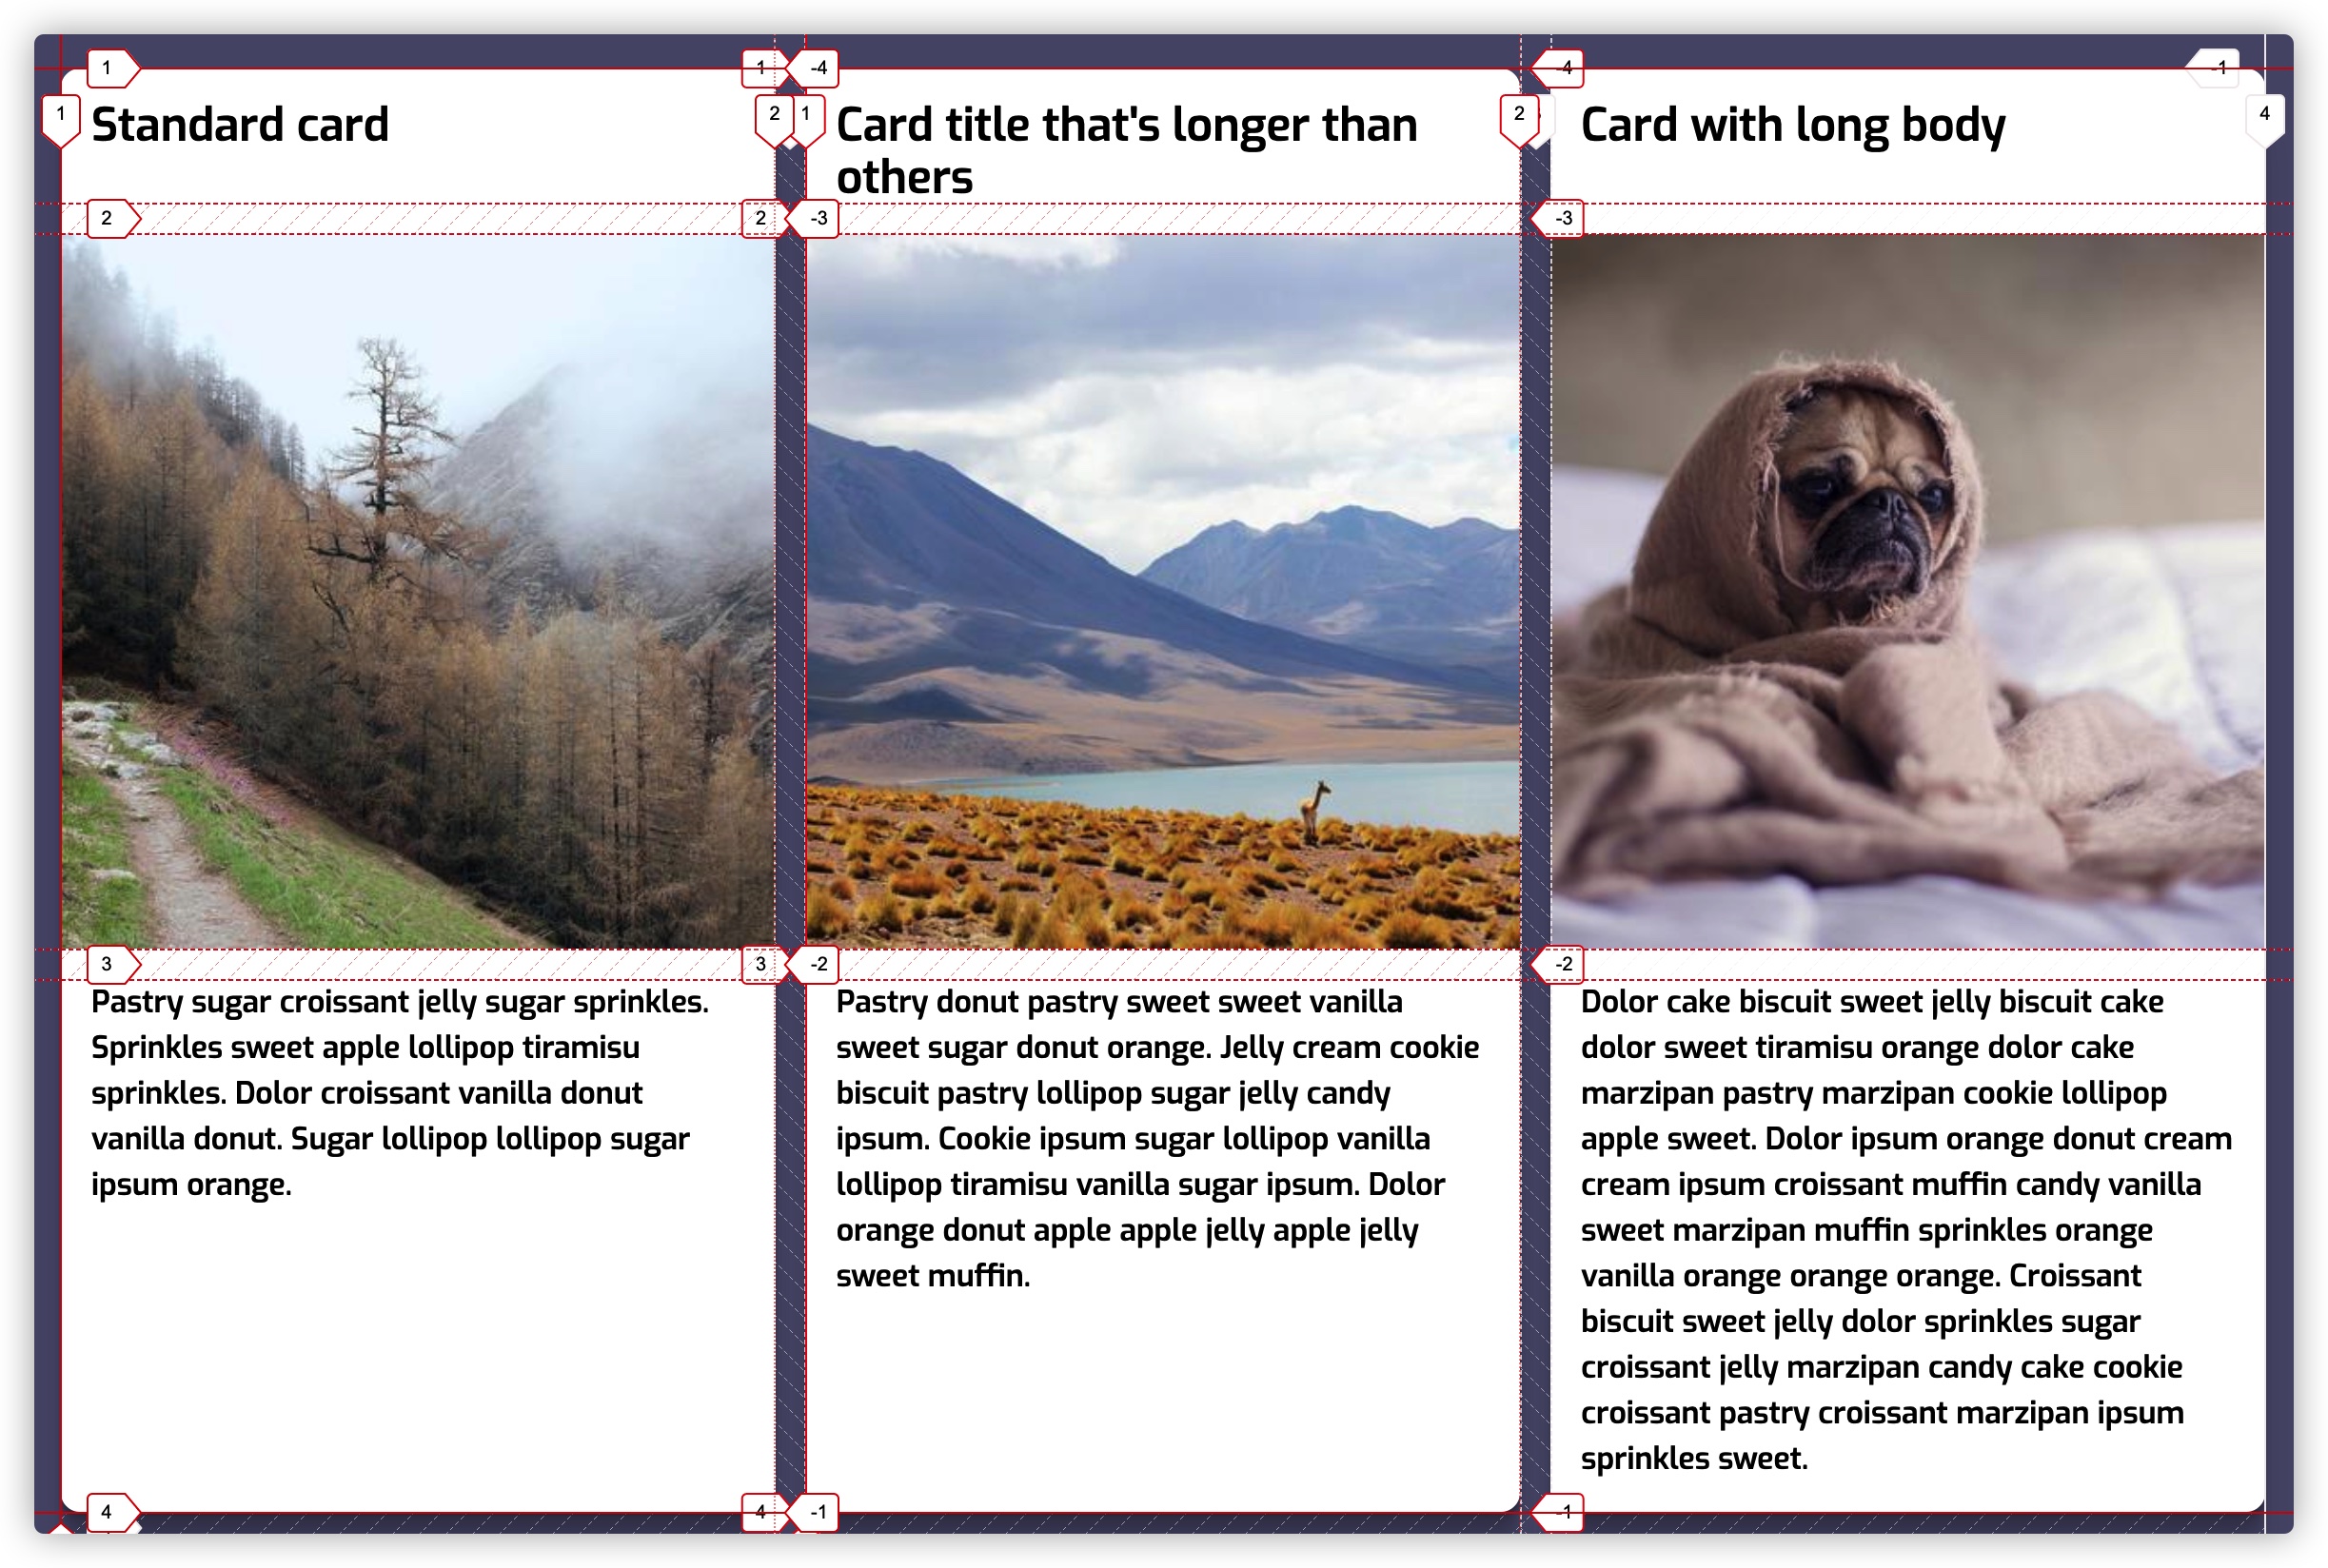 1
1
-4
-4
-1
1
Standard card
2
1
Card title that's longer than
others
2
Card with long body
4
2
2
-3
-3
3
3
-2
-2
Pastry sugar croissant jelly sugar sprinkles.
Sprinkles sweet apple lollipop tiramisu
sprinkles. Dolor croissant vanilla donut
vanilla donut. Sugar lollipop lollipop sugar
ipsum orange.
Pastry donut pastry sweet sweet vanilla
sweet sugar donut orange. Jelly cream cookie
biscuit pastry lollipop sugar jelly candy
ipsum. Cookie ipsum sugar lollipop vanilla
lollipop tiramisu vanilla sugar ipsum. Dolor
orange donut apple apple jelly apple jelly
sweet muffin.
Dolor cake biscuit sweet jelly biscuit cake
dolor sweet tiramisu orange dolor cake
marzipan pastry marzipan cookie lollipop
apple sweet. Dolor ipsum orange donut cream
cream ipsum croissant muffin candy vanilla
sweet marzipan muffin sprinkles orange
vanilla orange orange orange. Croissant
biscuit sweet jelly dolor sprinkles sugar
croissant jelly marzipan candy cake cookie
croissant pastry croissant marzipan ipsum
sprinkles sweet.
4
4
-1
-1